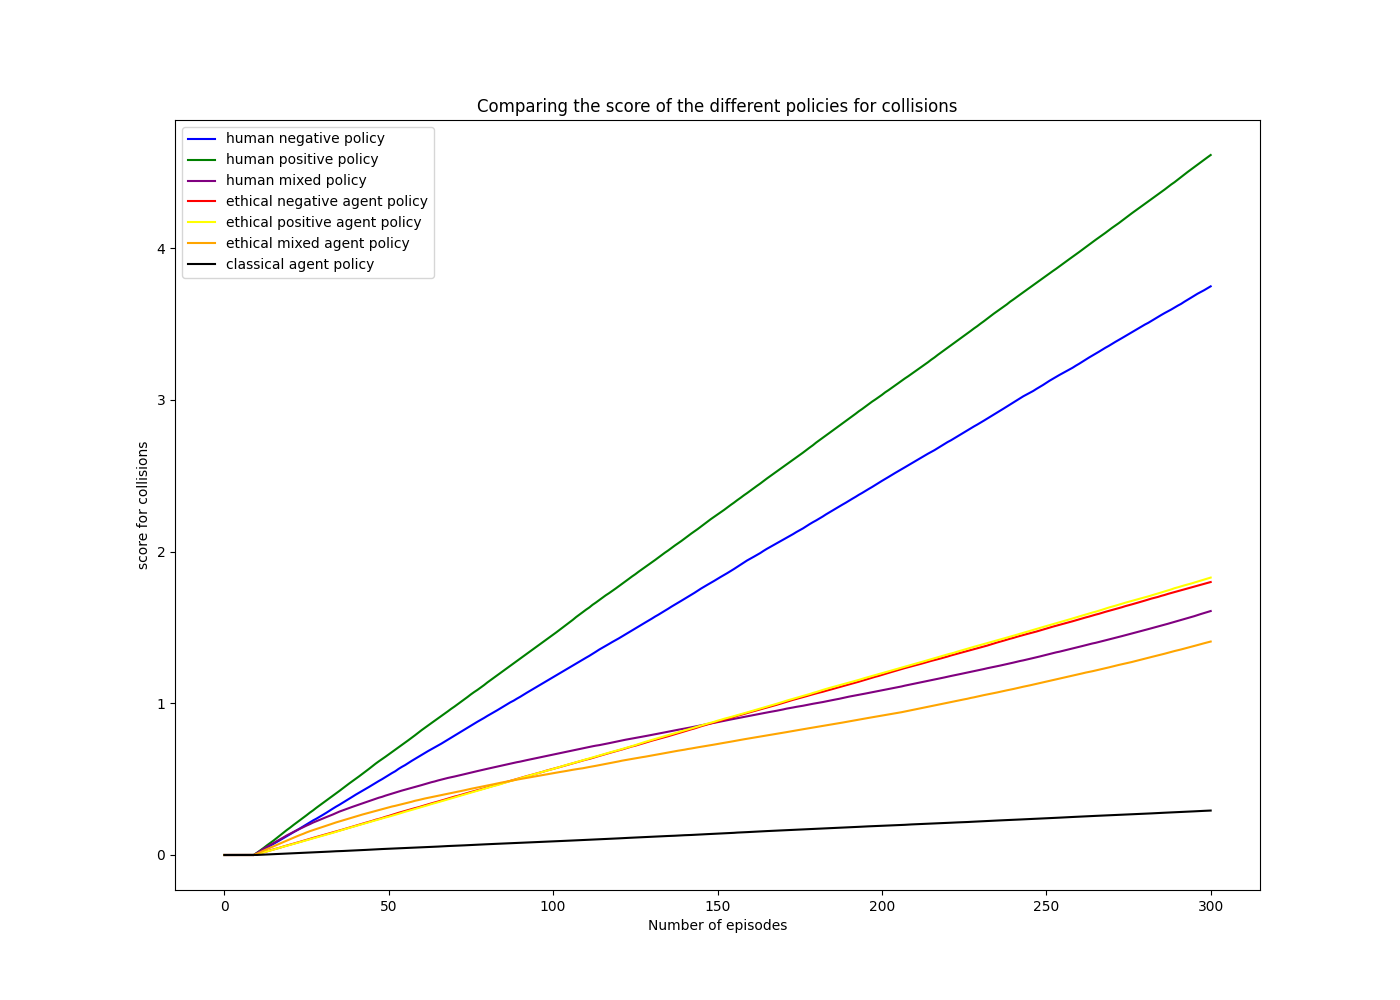 Comparing the score of the different policies for collisions
human negative policy
human positive policy
human mixed policy
ethical negative agent policy
ethical positive agent policy
ethical mixed agent policy
classical agent policy
4
3
2
1
0
score for collisions
0 50 100 150 200 250 300
Number of episodes